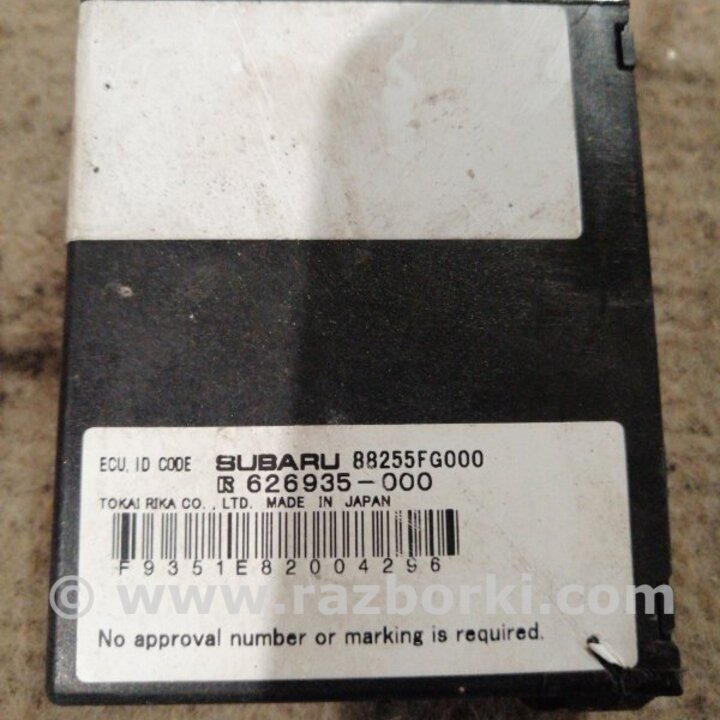 ECU, ID CODE SUBARU 88255FG000
626935-000
TOKAI RIKA CO., LTD. MADE IN JAPAN
F9351E82004296
© www.razborki.com
No approval number or marking is required.